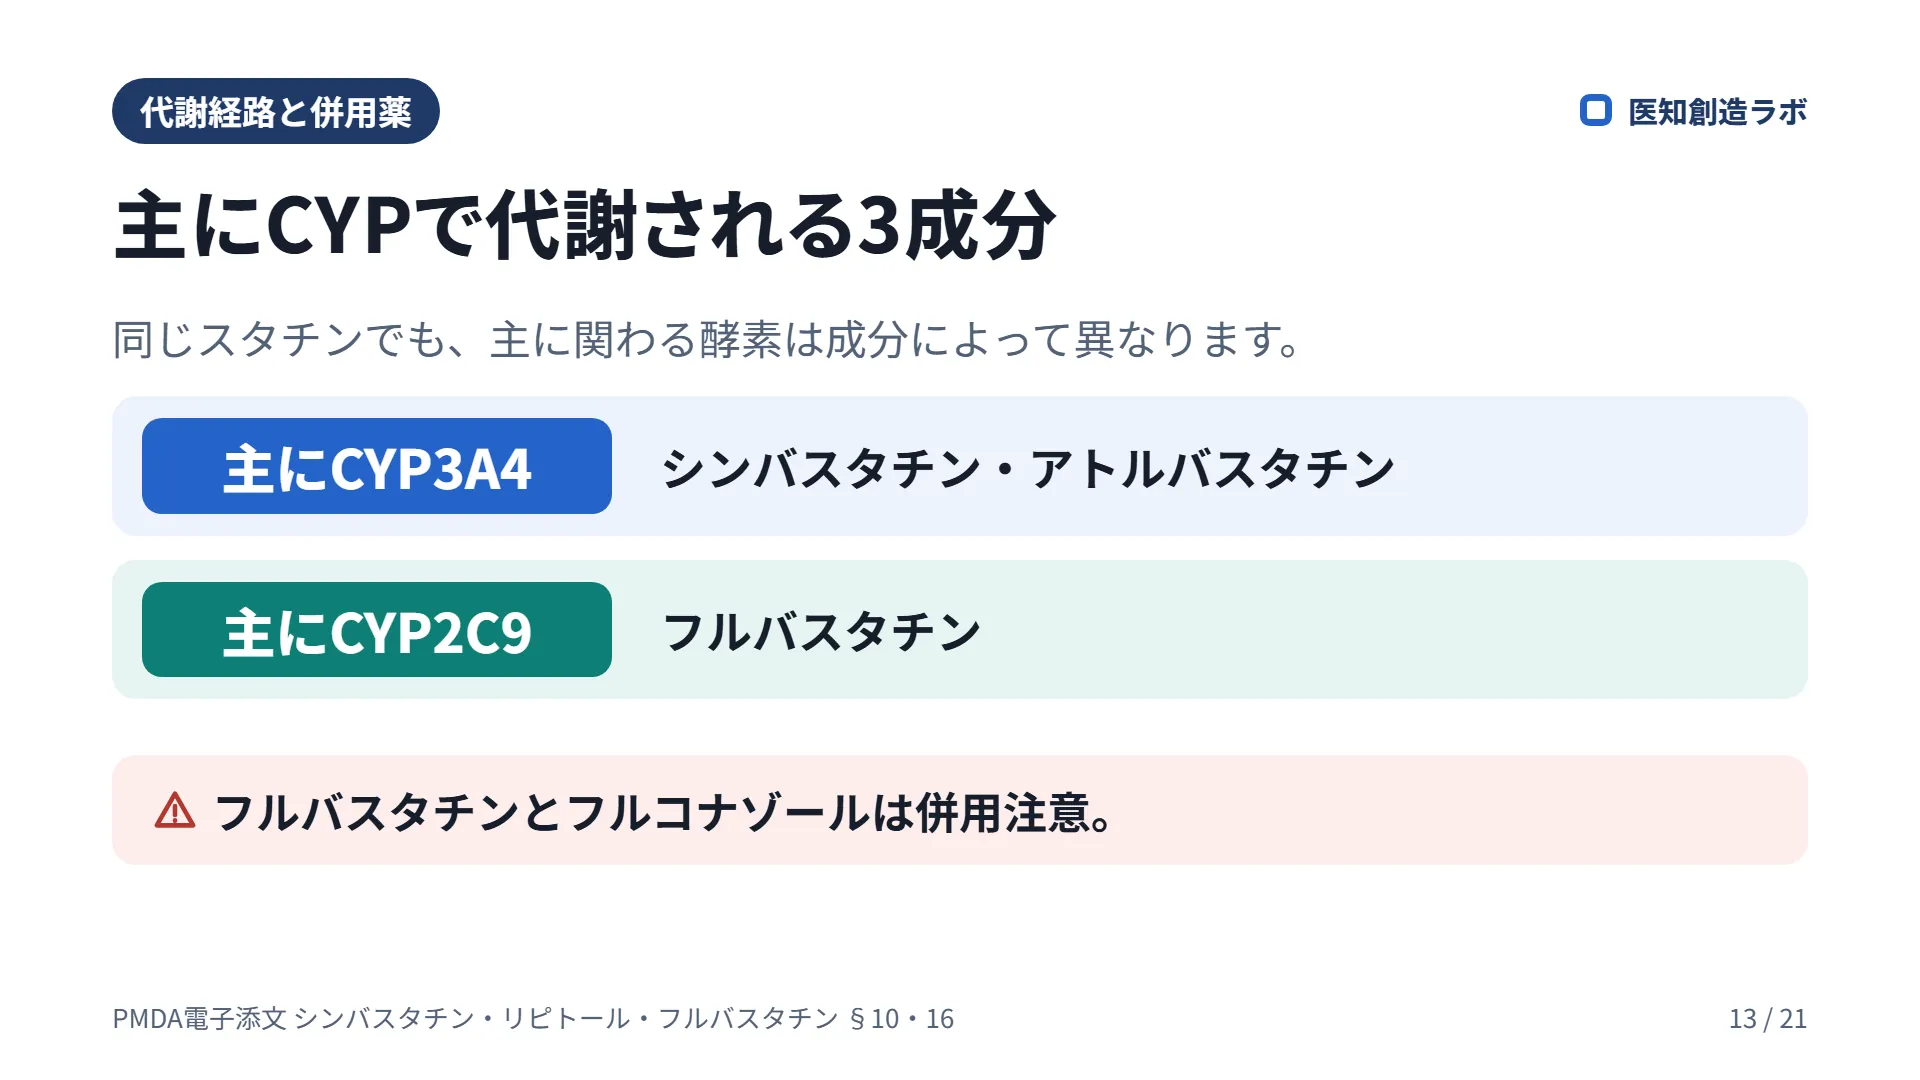 代謝経路と併用薬
医知創造ラボ
主にCYPで代謝される3成分
同じスタチンでも、主に関わる酵素は成分によって異なります。
主にCYP3A4
シンバスタチン・アトルバスタチン
主にCYP2C9
フルバスタチン
フルバスタチンとフルコナゾールは併用注意。
PMDA電子添文 シンバスタチン・リピトール・フルバスタチン §10・16
13 / 21